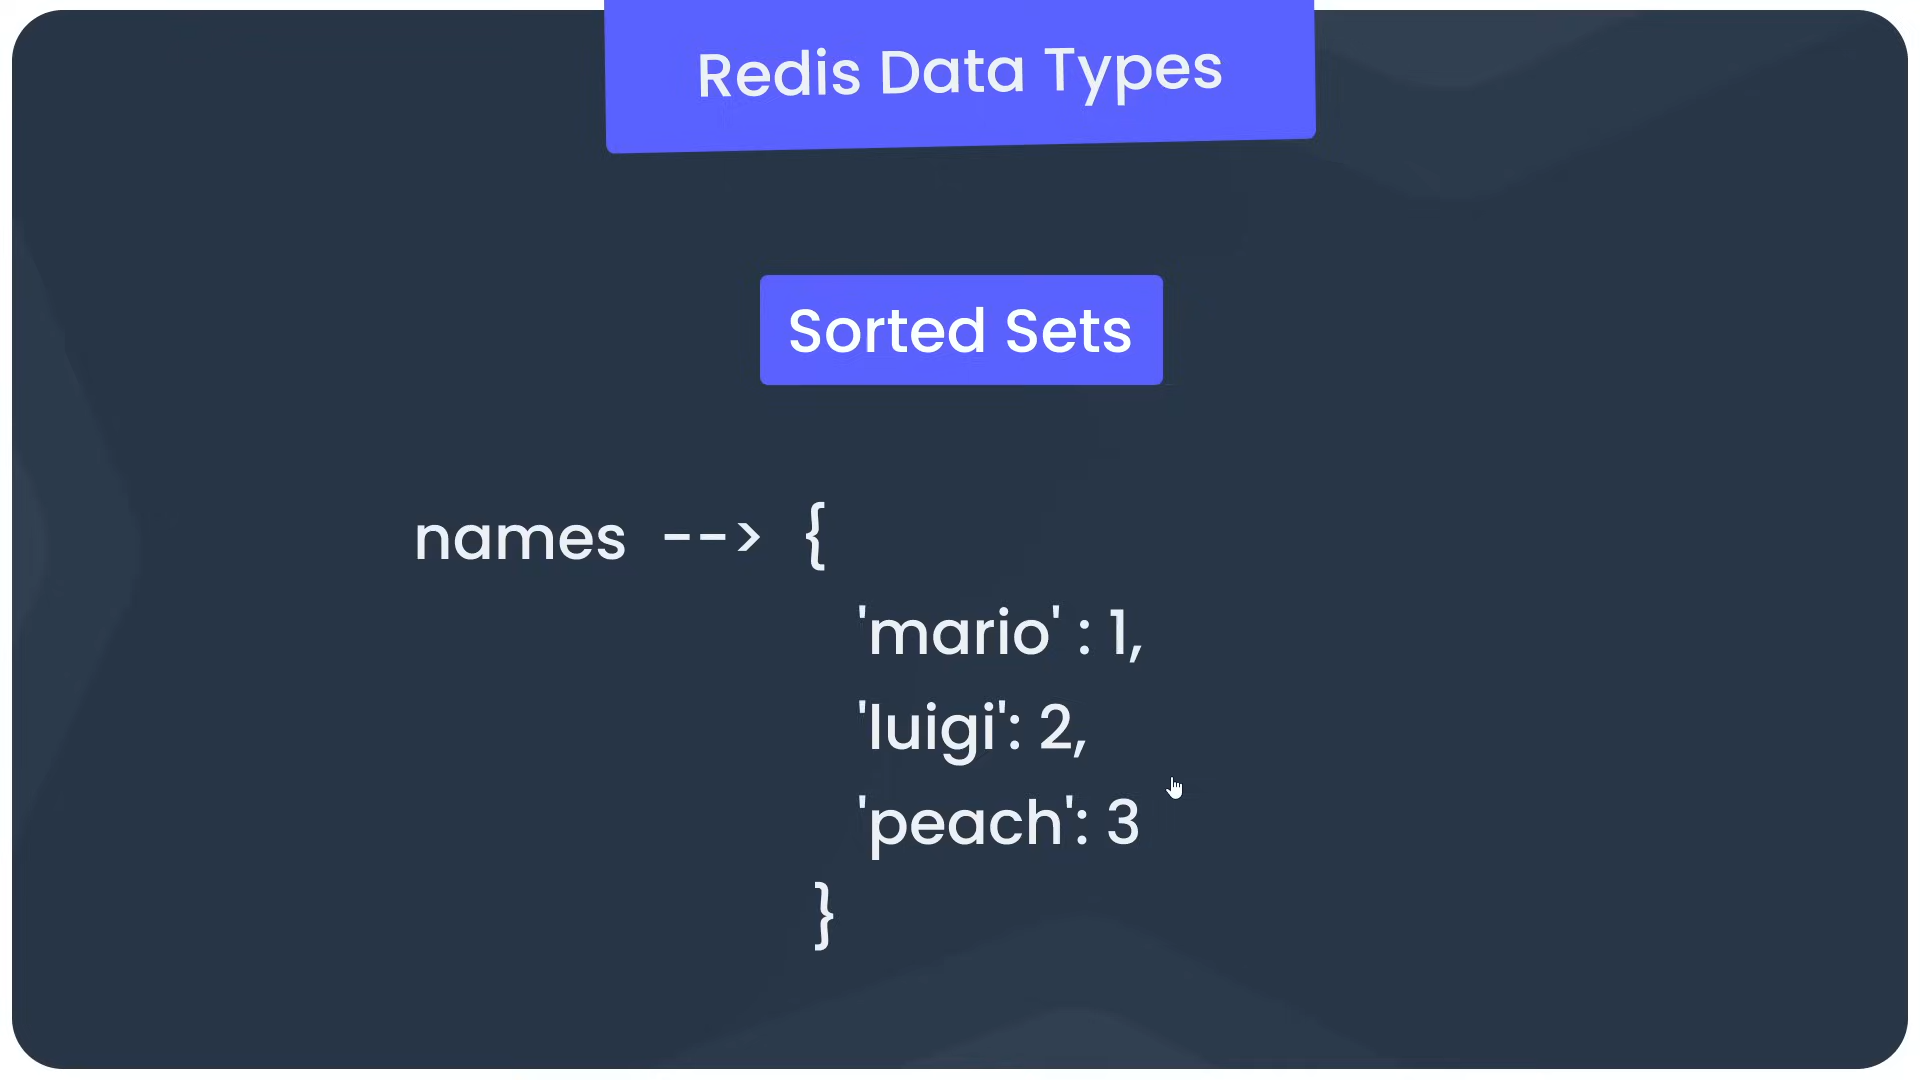 Redis Data Types
Sorted Sets
names --> {
'mario' : 1,
'luigi': 2,
'peach': 3
}